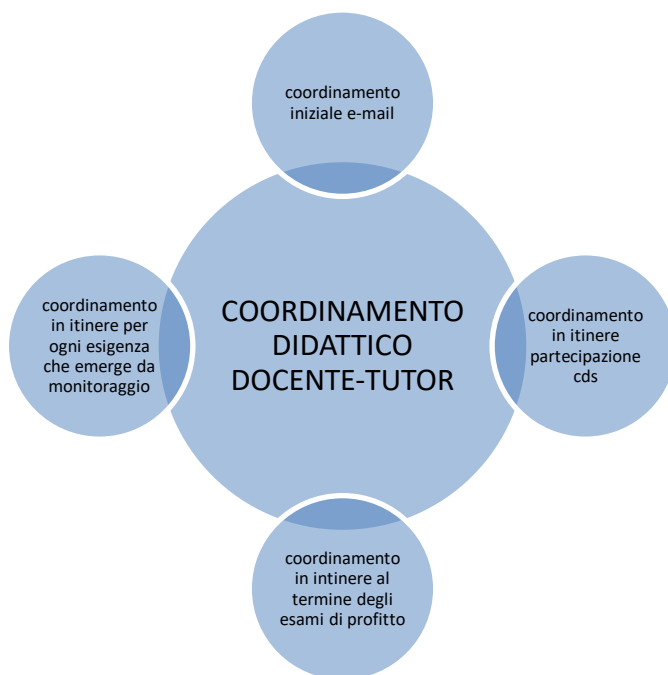 coordinamento
iniziale e-mail
coordinamento
in itinere per
ogni esigenza
che emerge da
monitoraggio
COORDINAMENTO
DIDATTICO
DOCENTE-TUTOR
coordinamento
in itinere
partecipazione
cds
coordinamento
in intinere al
termine degli
esami di profitto